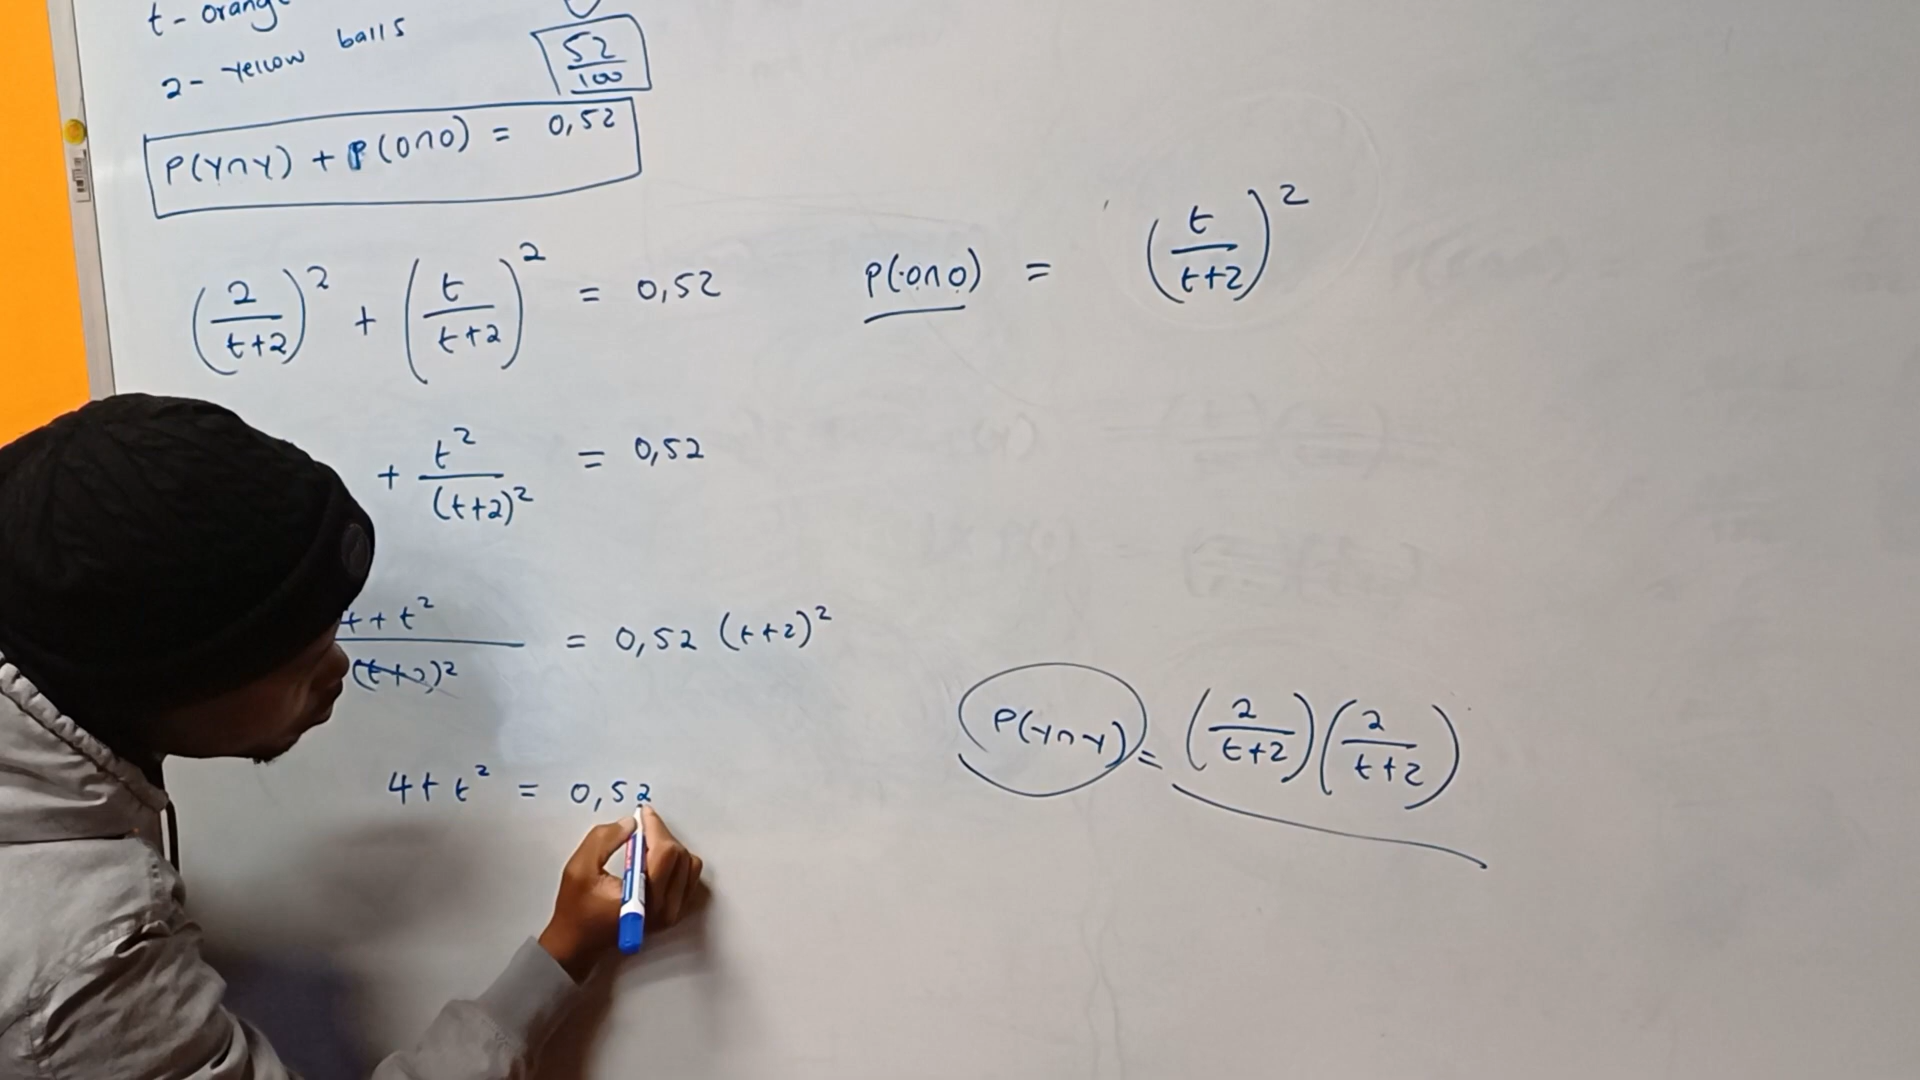 t - orang
2 - yellow balls
52/100
P(Y∩Y) + P(O∩O) = 0,52
(2/(t+2))² + (t/(t+2))² = 0,52
P(O∩O) = (t/(t+2))²
+ t²/(t+2)² = 0,52
4 + t²/(t+2)² = 0,52 (t+2)²
P(Y∩Y) = (2/(t+2))(2/(t+2))
4 + t² = 0,52